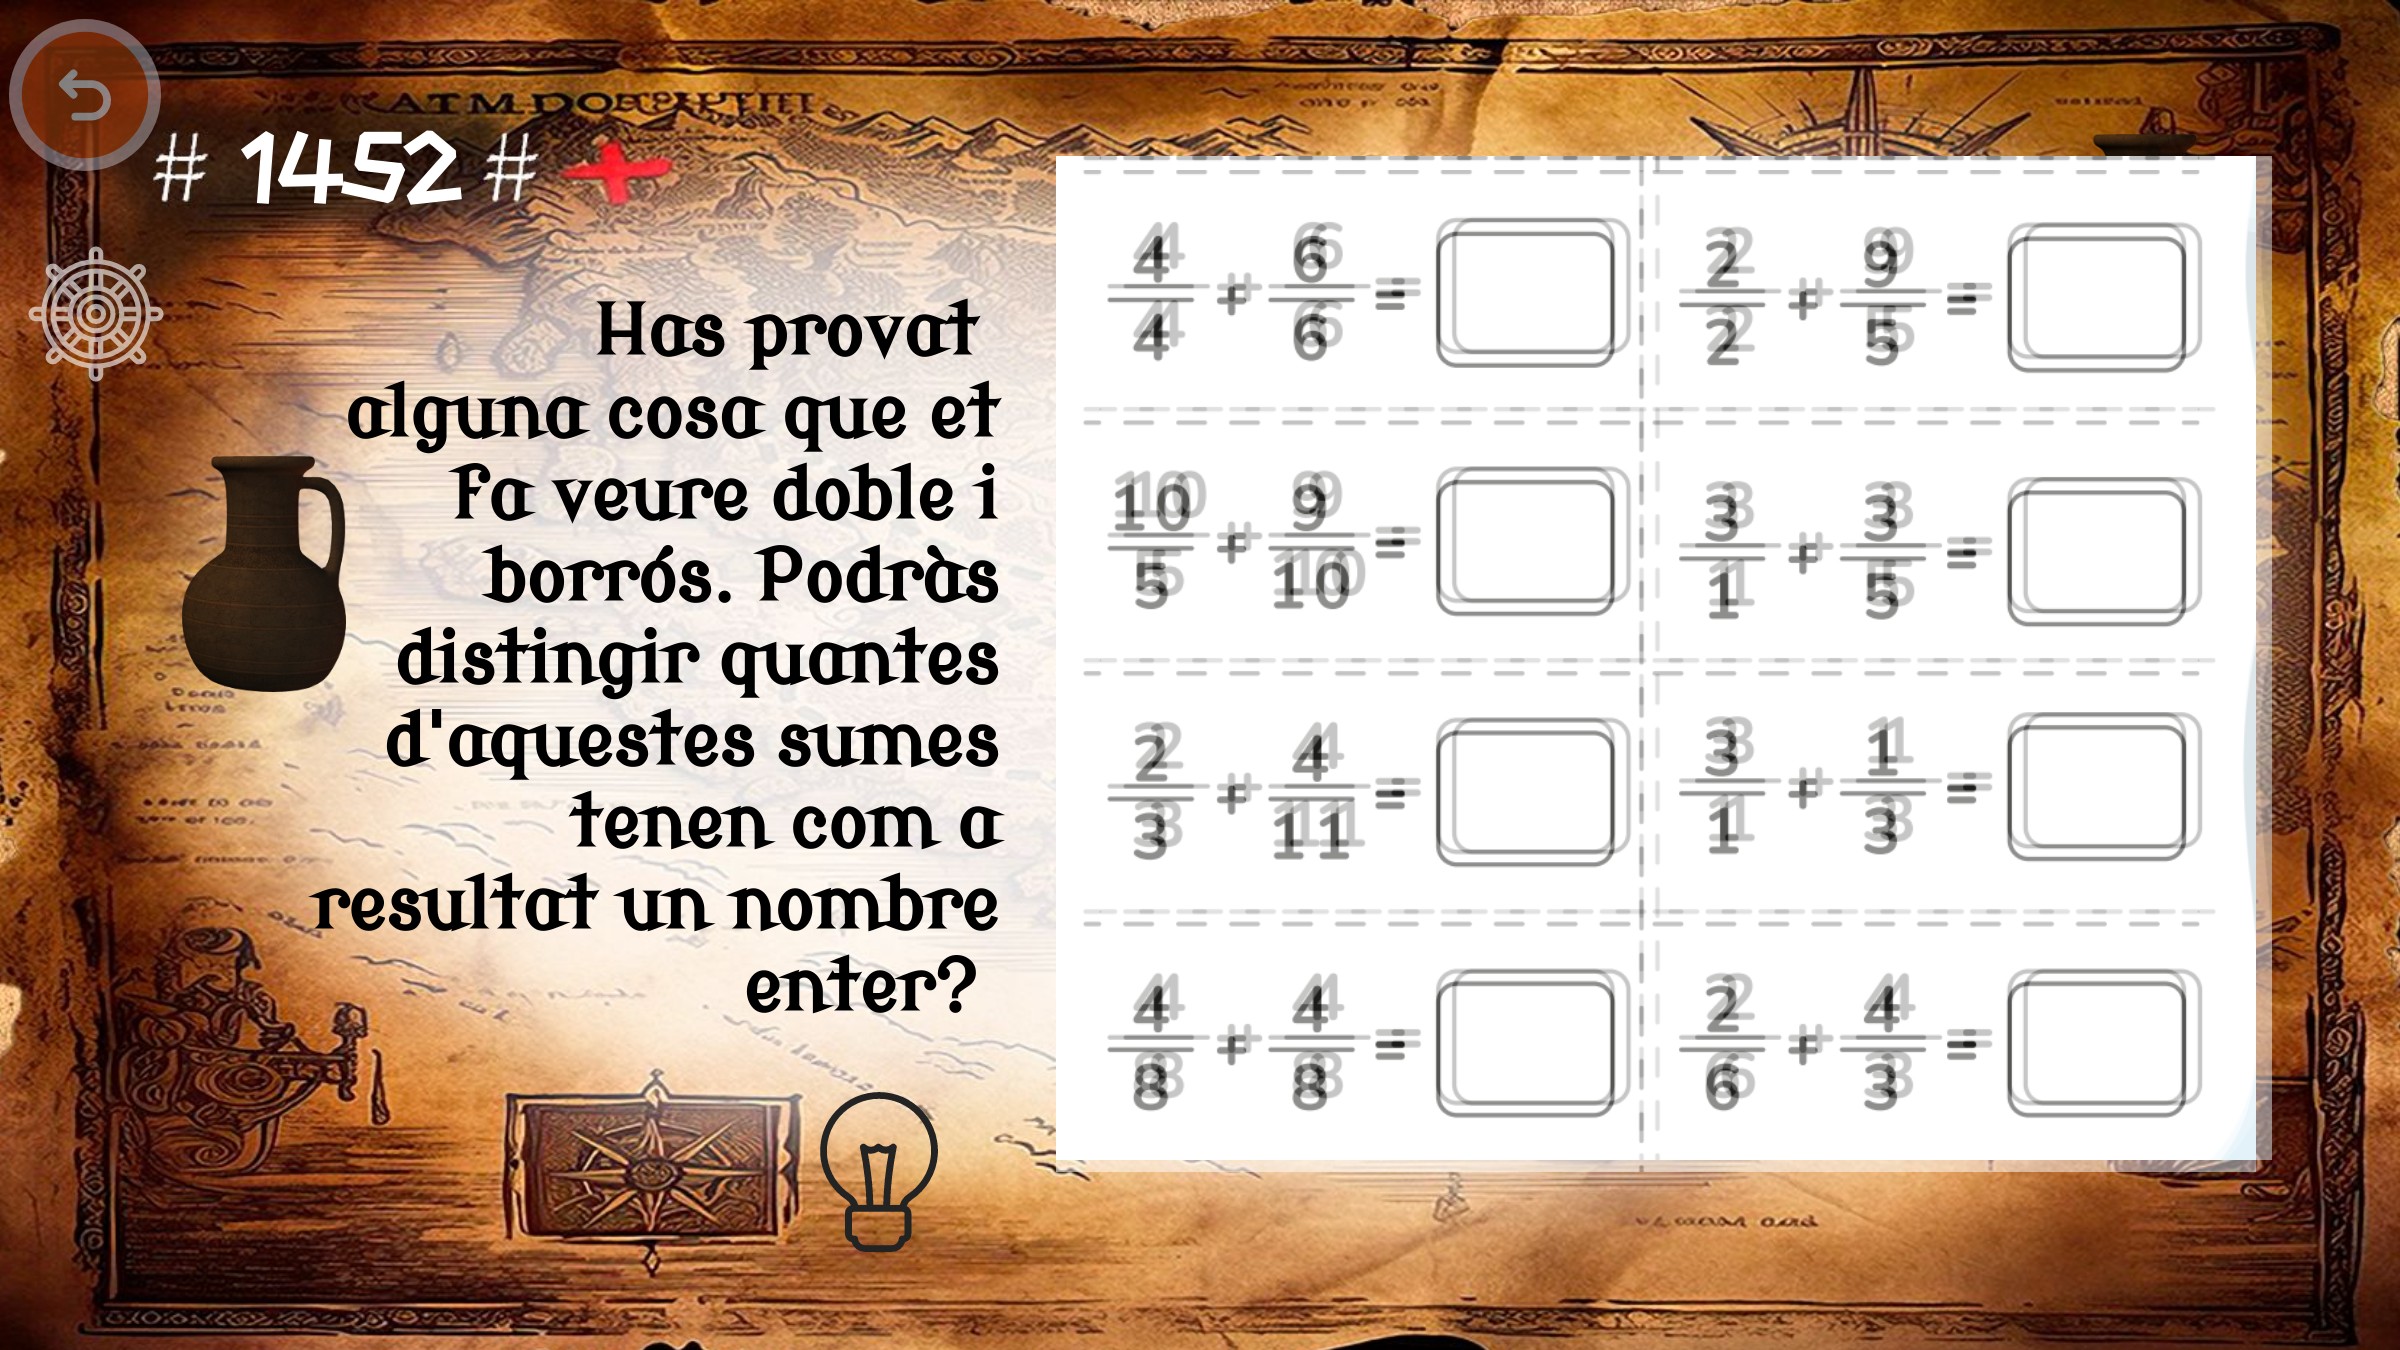 # 1452 #
Has provat
alguna cosa que et
fa veure doble i
borrós. Podràs
distingir quantes
d'aquestes sumes
tenen com a
resultat un nombre
enter?
4/4 + 6/6 =
2/2 + 9/5 =
10/5 + 9/10 =
3/1 + 3/5 =
2/3 + 4/11 =
3/1 + 1/3 =
4/8 + 4/8 =
2/6 + 4/3 =